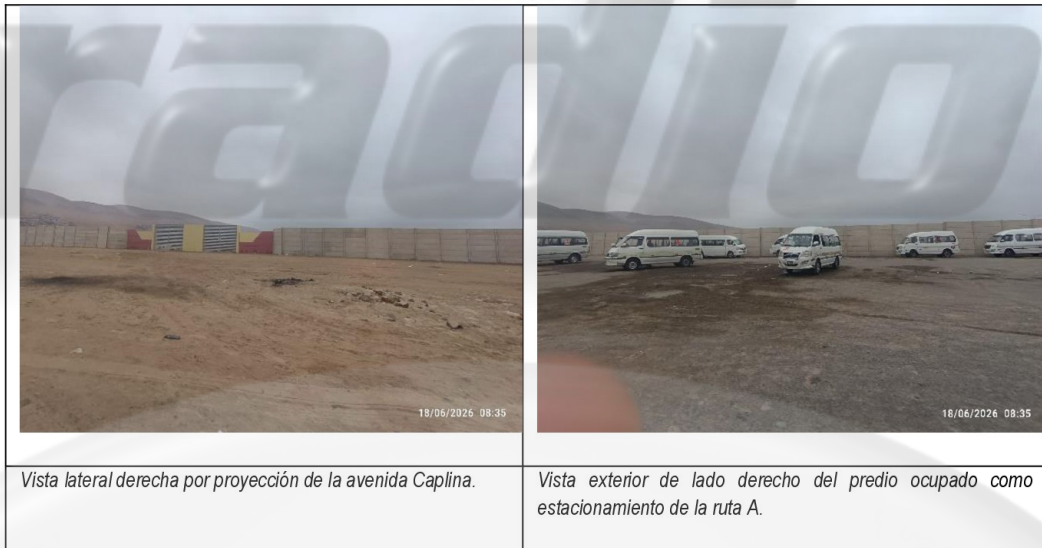 radio
18/06/2026 08:35
18/06/2026 08:35
Vista lateral derecha por proyección de la avenida Caplina.
Vista exterior de lado derecho del predio ocupado como
estacionamiento de la ruta A.